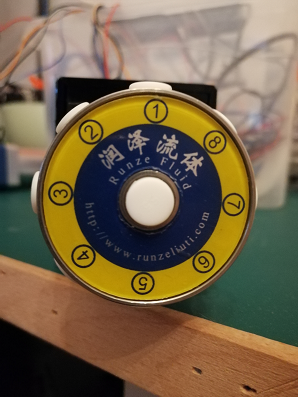 润泽流体
Runze Fluid
http://www.runzeliuti.com
①
②
③
④
⑤
⑥
⑦
⑧